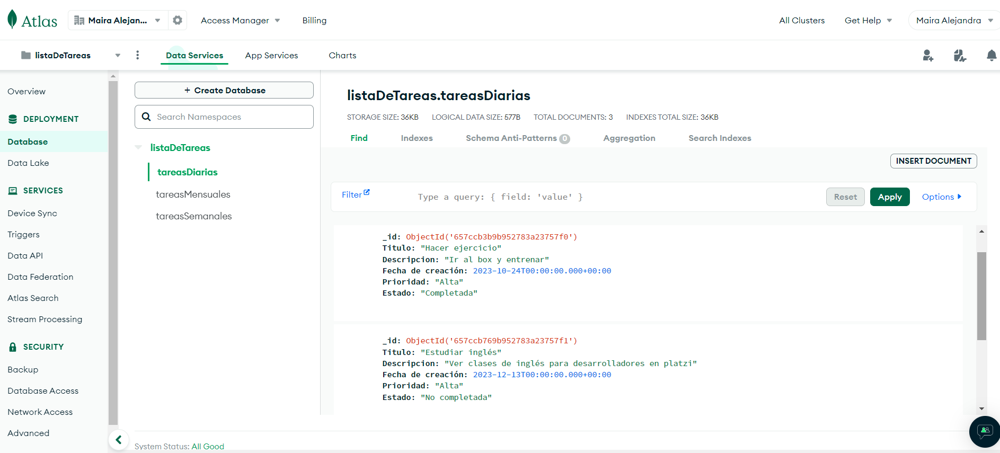 Atlas
Maira Alejan...
Access Manager
Billing
All Clusters
Get Help
Maira Alejandra
listaDeTareas
Data Services
App Services
Charts
Overview
DEPLOYMENT
Database
Data Lake
SERVICES
Device Sync
Triggers
Data API
Data Federation
Atlas Search
Stream Processing
SECURITY
Backup
Database Access
Network Access
Advanced
+ Create Database
Search Namespaces
listaDeTareas
tareasDiarias
tareasMensuales
tareasSemanales
listaDeTareas.tareasDiarias
STORAGE SIZE: 36KB LOGICAL DATA SIZE: 577B TOTAL DOCUMENTS: 3 INDEXES TOTAL SIZE: 36KB
Find Indexes Schema Anti-Patterns 0 Aggregation Search Indexes
INSERT DOCUMENT
Filter Type a query: { field: 'value' } Reset Apply Options
_id: ObjectId('657ccb3b9b952783a23757f0')
Titulo: "Hacer ejercicio"
Descripcion: "Ir al box y entrenar"
Fecha de creación: 2023-10-24T00:00:00.000+00:00
Prioridad: "Alta"
Estado: "Completada"
_id: ObjectId('657ccb769b952783a23757f1')
Titulo: "Estudiar inglés"
Descripcion: "Ver clases de inglés para desarrolladores en platzi"
Fecha de creación: 2023-12-13T00:00:00.000+00:00
Prioridad: "Alta"
Estado: "No completada"
System Status: All Good